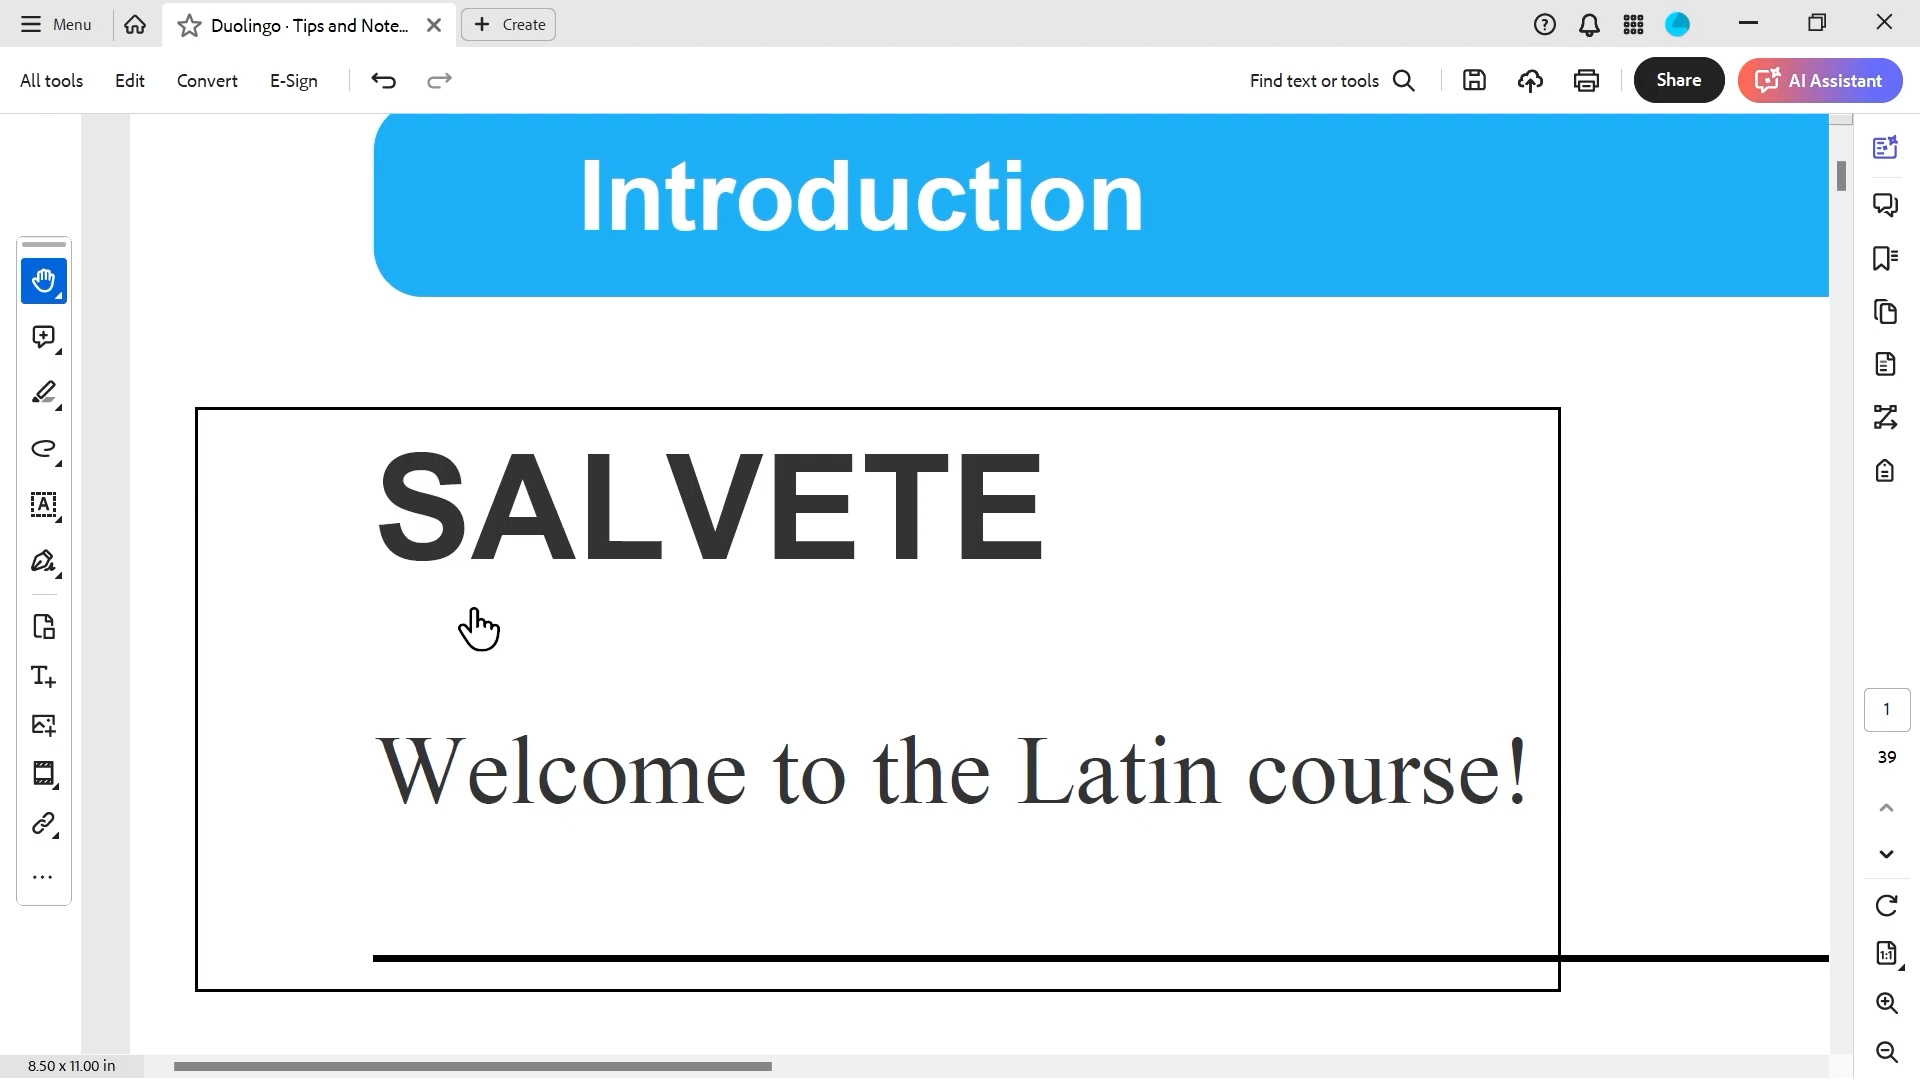 Menu
Duolingo · Tips and Note...
Create
All tools
Edit
Convert
E-Sign
Find text or tools
Share
AI Assistant
Introduction
SALVETE
Welcome to the Latin course!
1
39
8.50 x 11.00 in